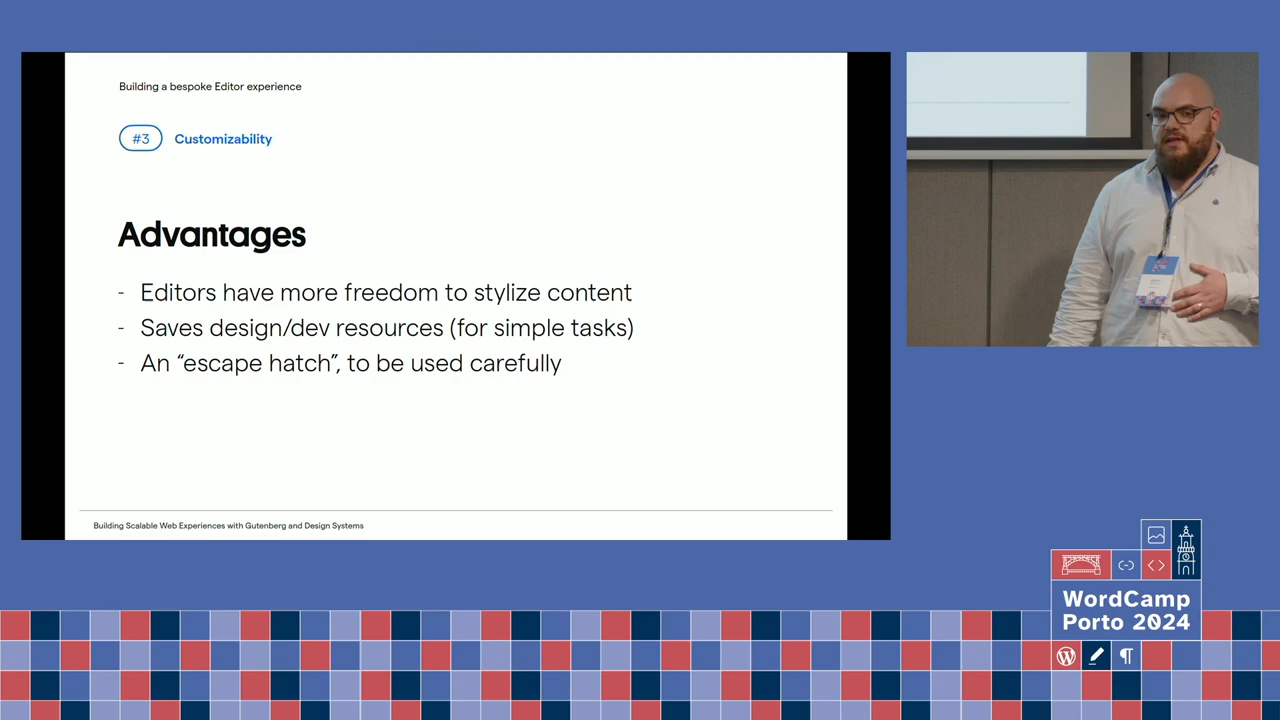 Building a bespoke Editor experience
#3 Customizability
Advantages
- Editors have more freedom to stylize content
- Saves design/dev resources (for simple tasks)
- An “escape hatch”, to be used carefully
Building Scalable Web Experiences with Gutenberg and Design Systems
WordCamp
Porto 2024